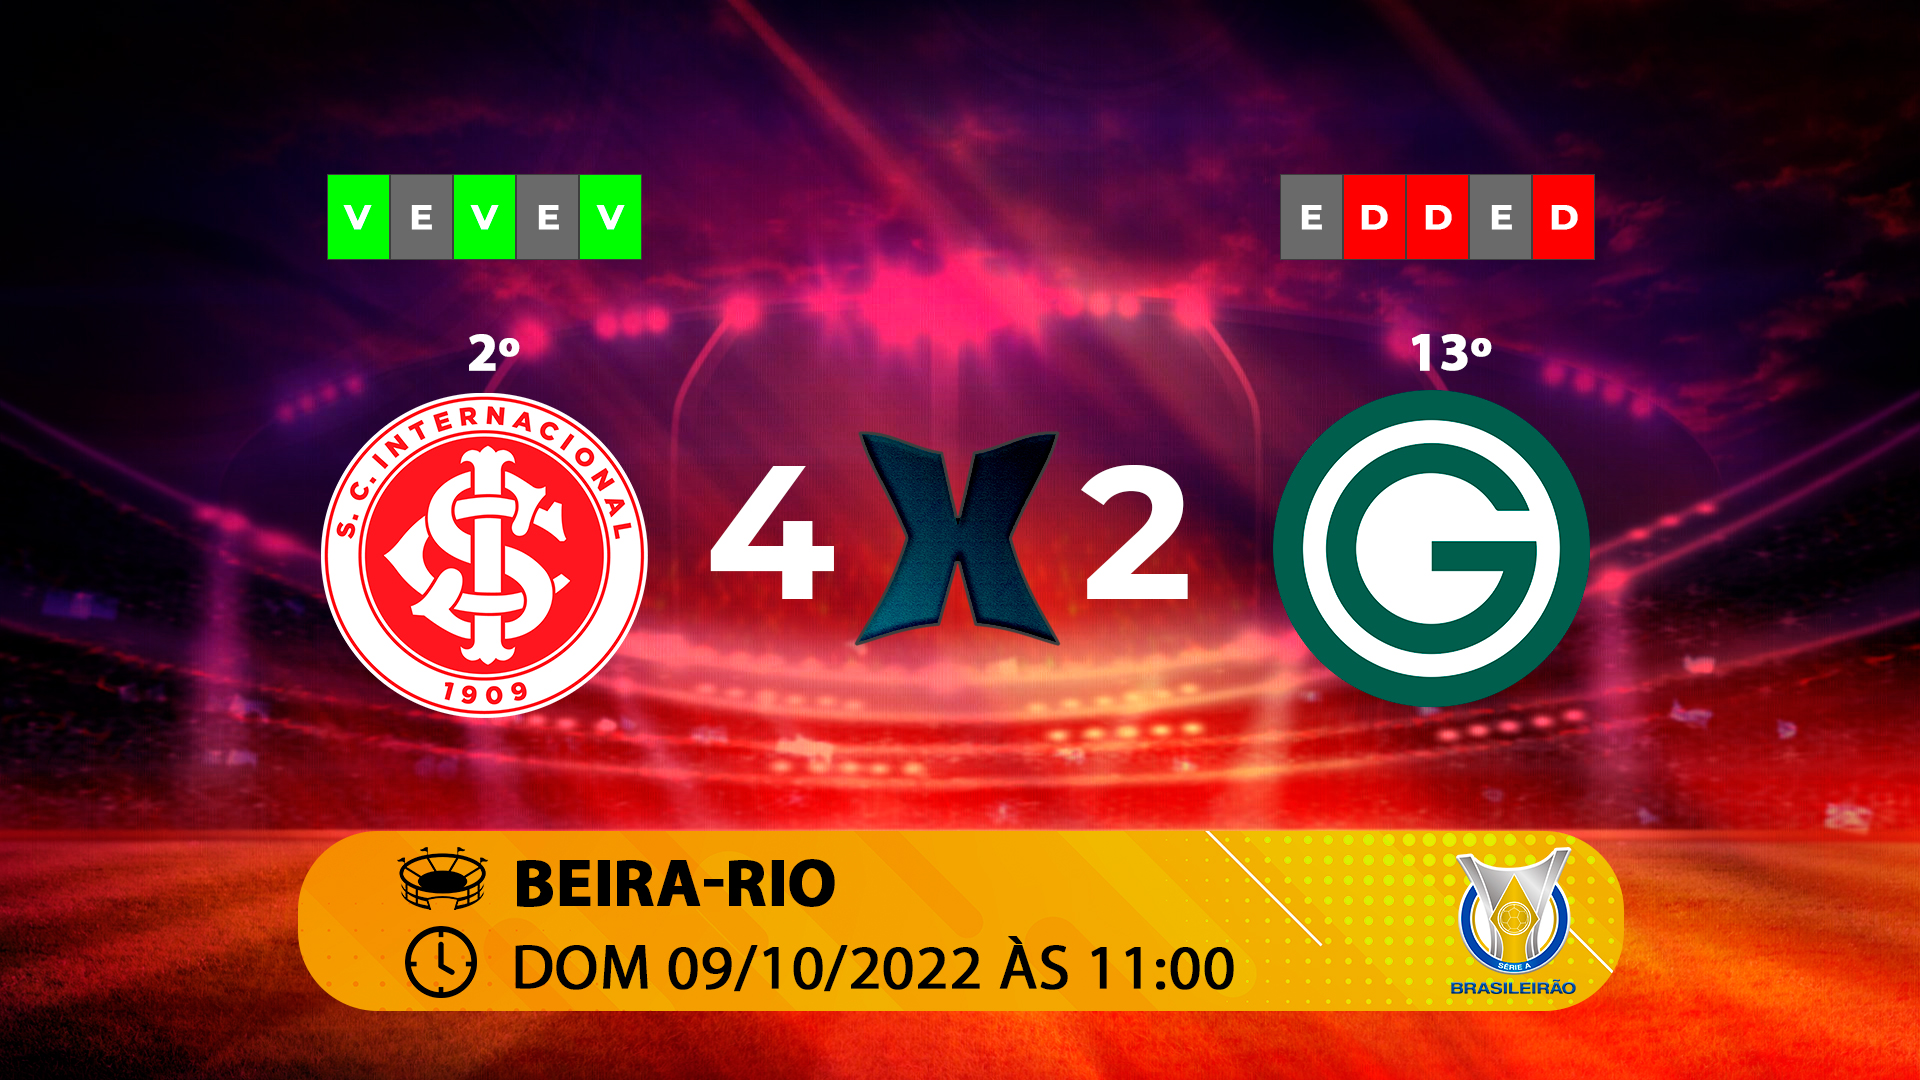 V E V E V
E D D E D
2º
13º
S. C. INTERNACIONAL
1909
4 X 2
G
BEIRA-RIO
DOM 09/10/2022 ÀS 11:00
SÉRIE A
BRASILEIRÃO